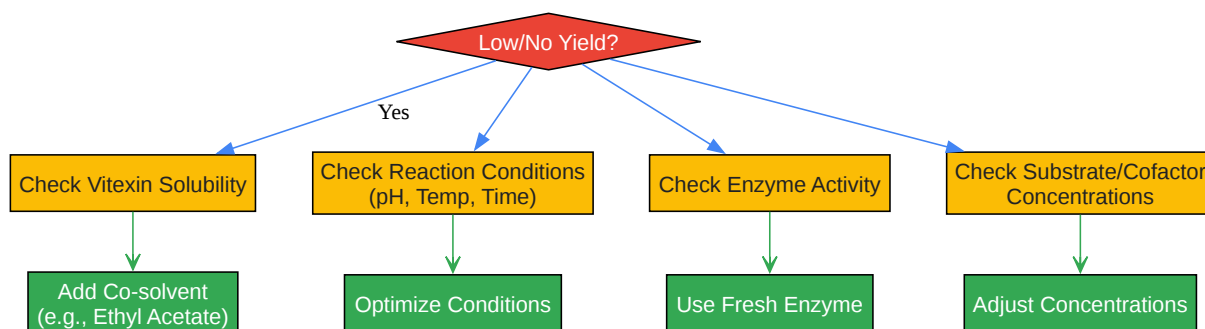 Low/No Yield?
Yes
Check Vitexin Solubility
Check Reaction Conditions
(pH, Temp, Time)
Check Enzyme Activity
Check Substrate/Cofactor
Concentrations
Add Co-solvent
(e.g., Ethyl Acetate)
Optimize Conditions
Use Fresh Enzyme
Adjust Concentrations